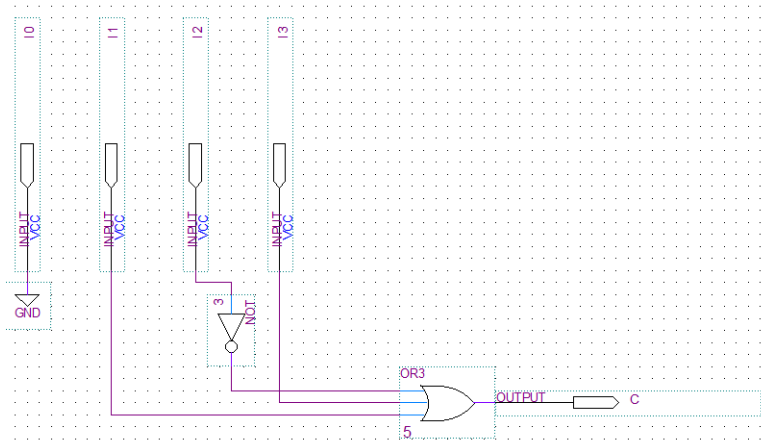 I0
I1
I2
I3
INPUT
VCC
INPUT
VCC
INPUT
VCC
INPUT
VCC
GND
3
NOT
OR3
OUTPUT
C
5